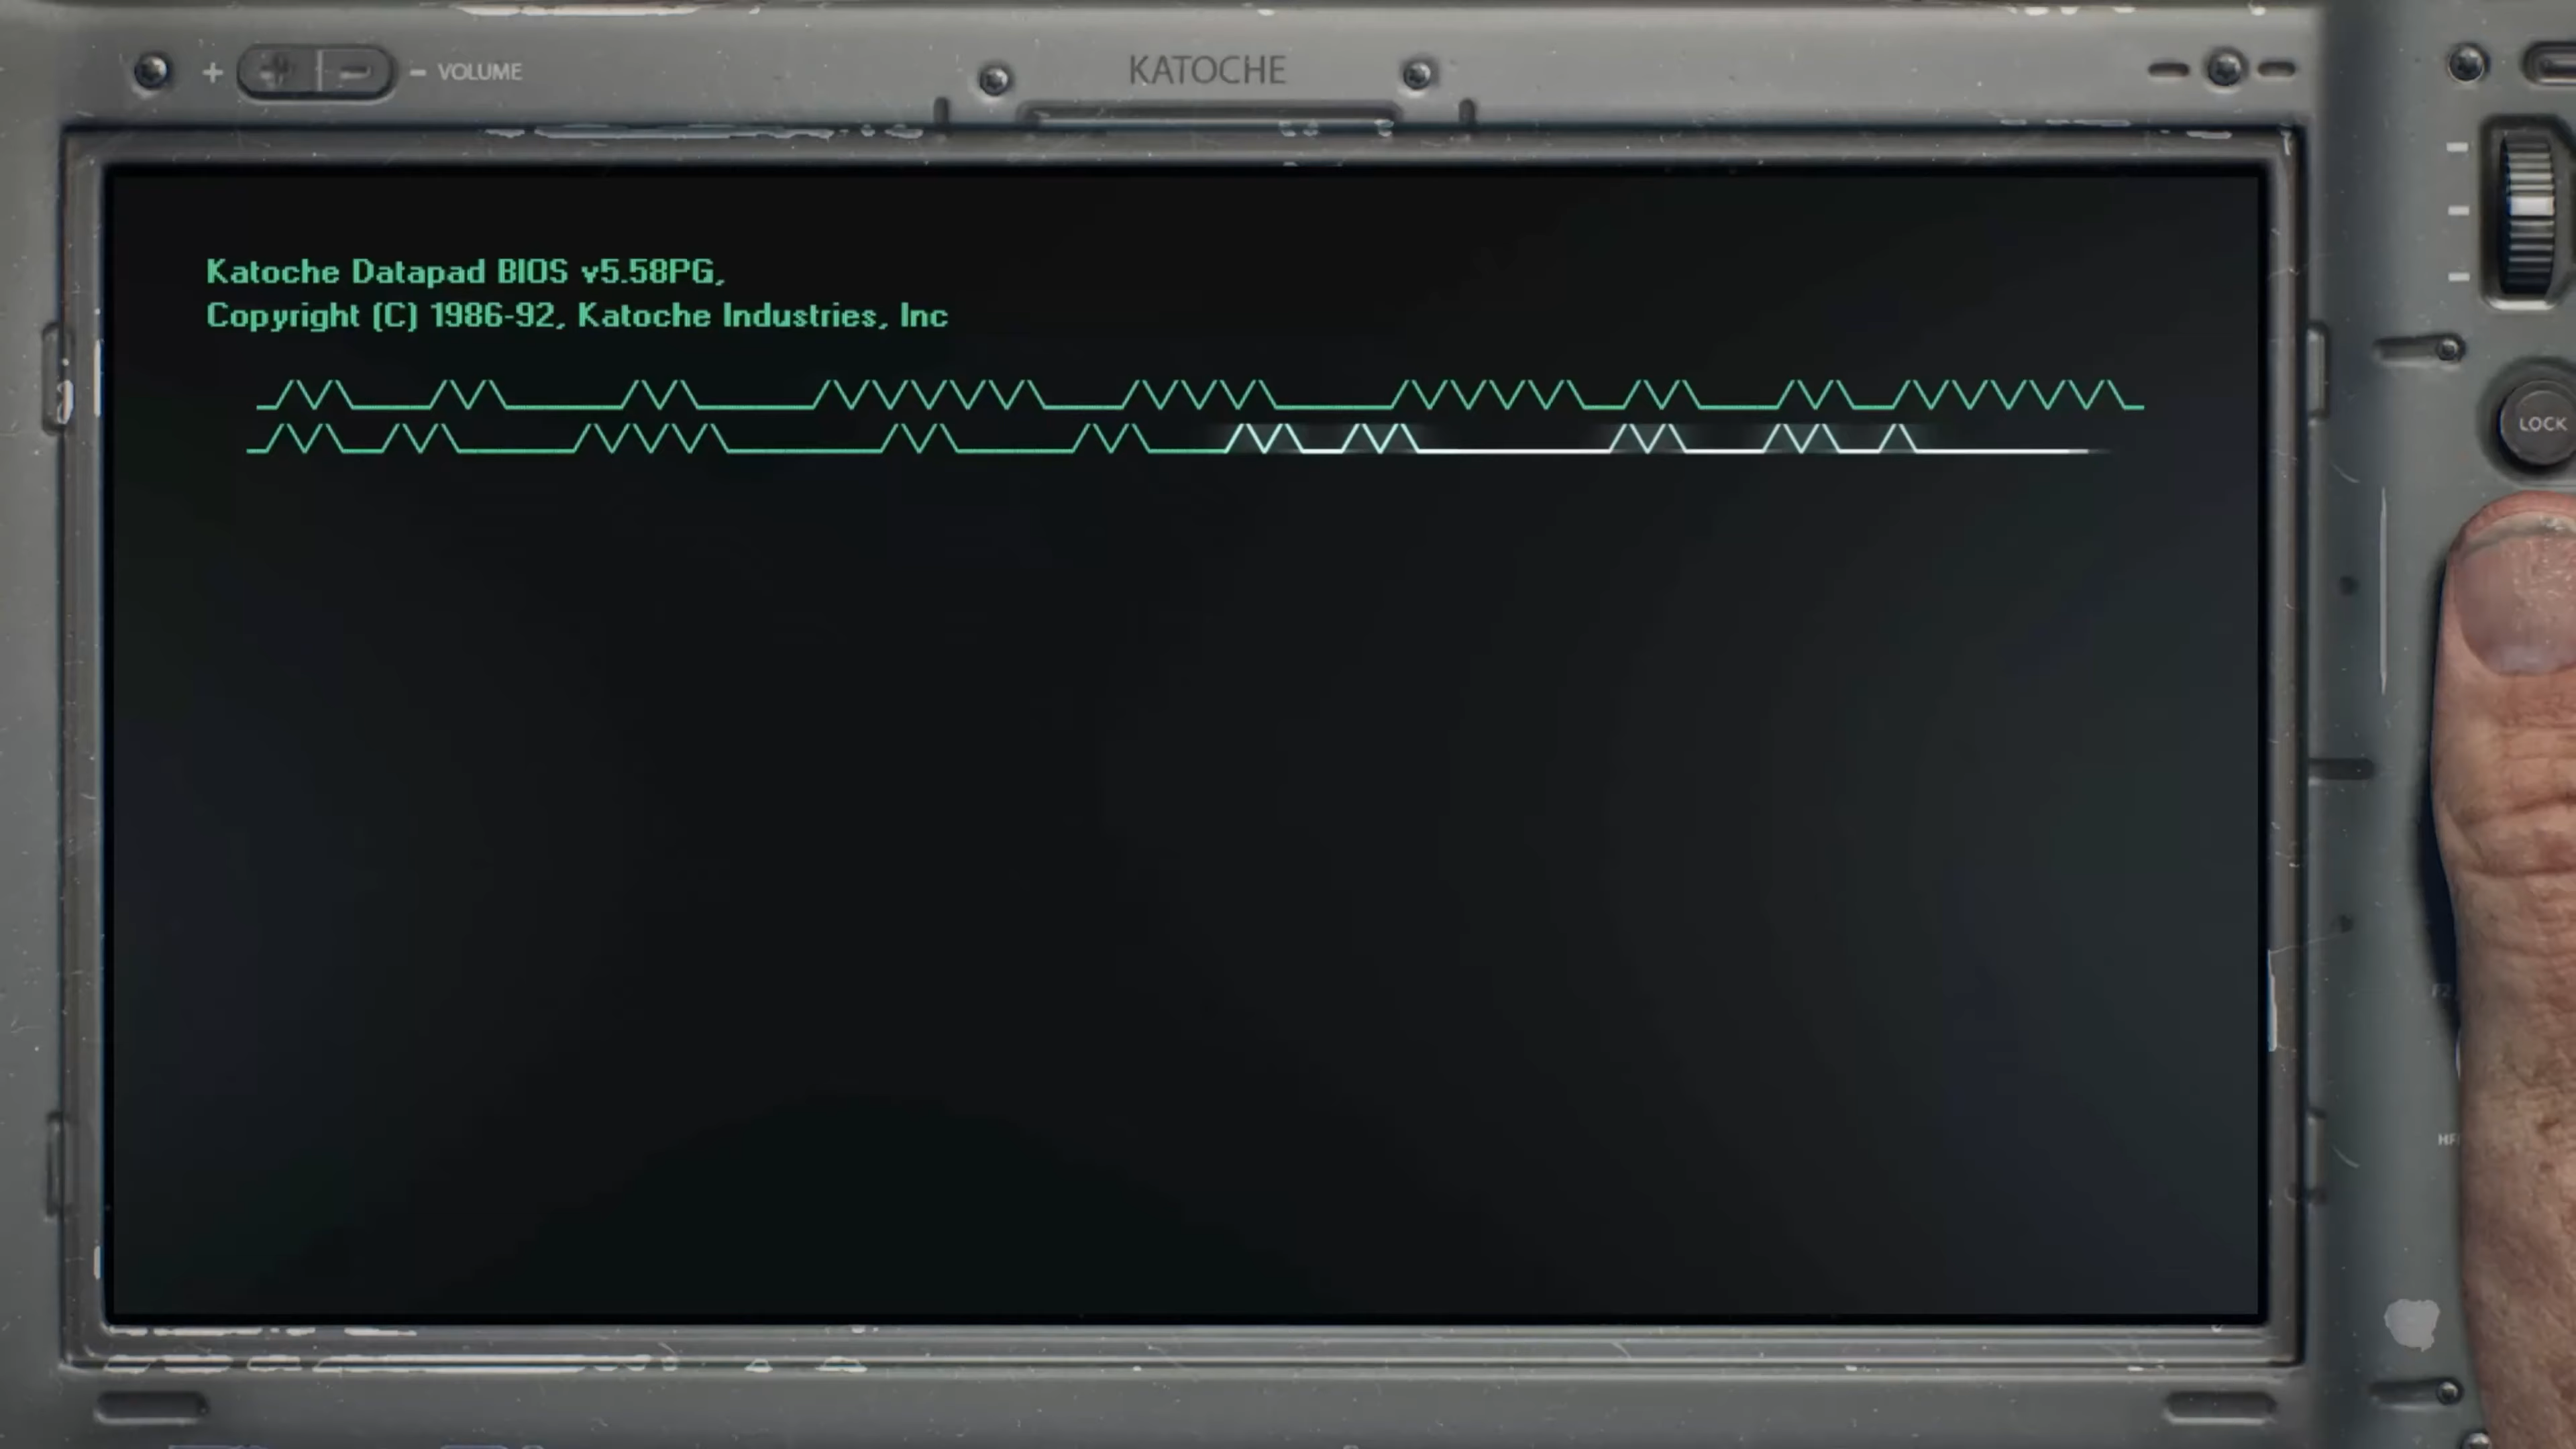 + - VOLUME
KATOCHE
Katoche Datapad BIOS v5.58PG,
Copyright (C) 1986-92, Katoche Industries, Inc
LOCK